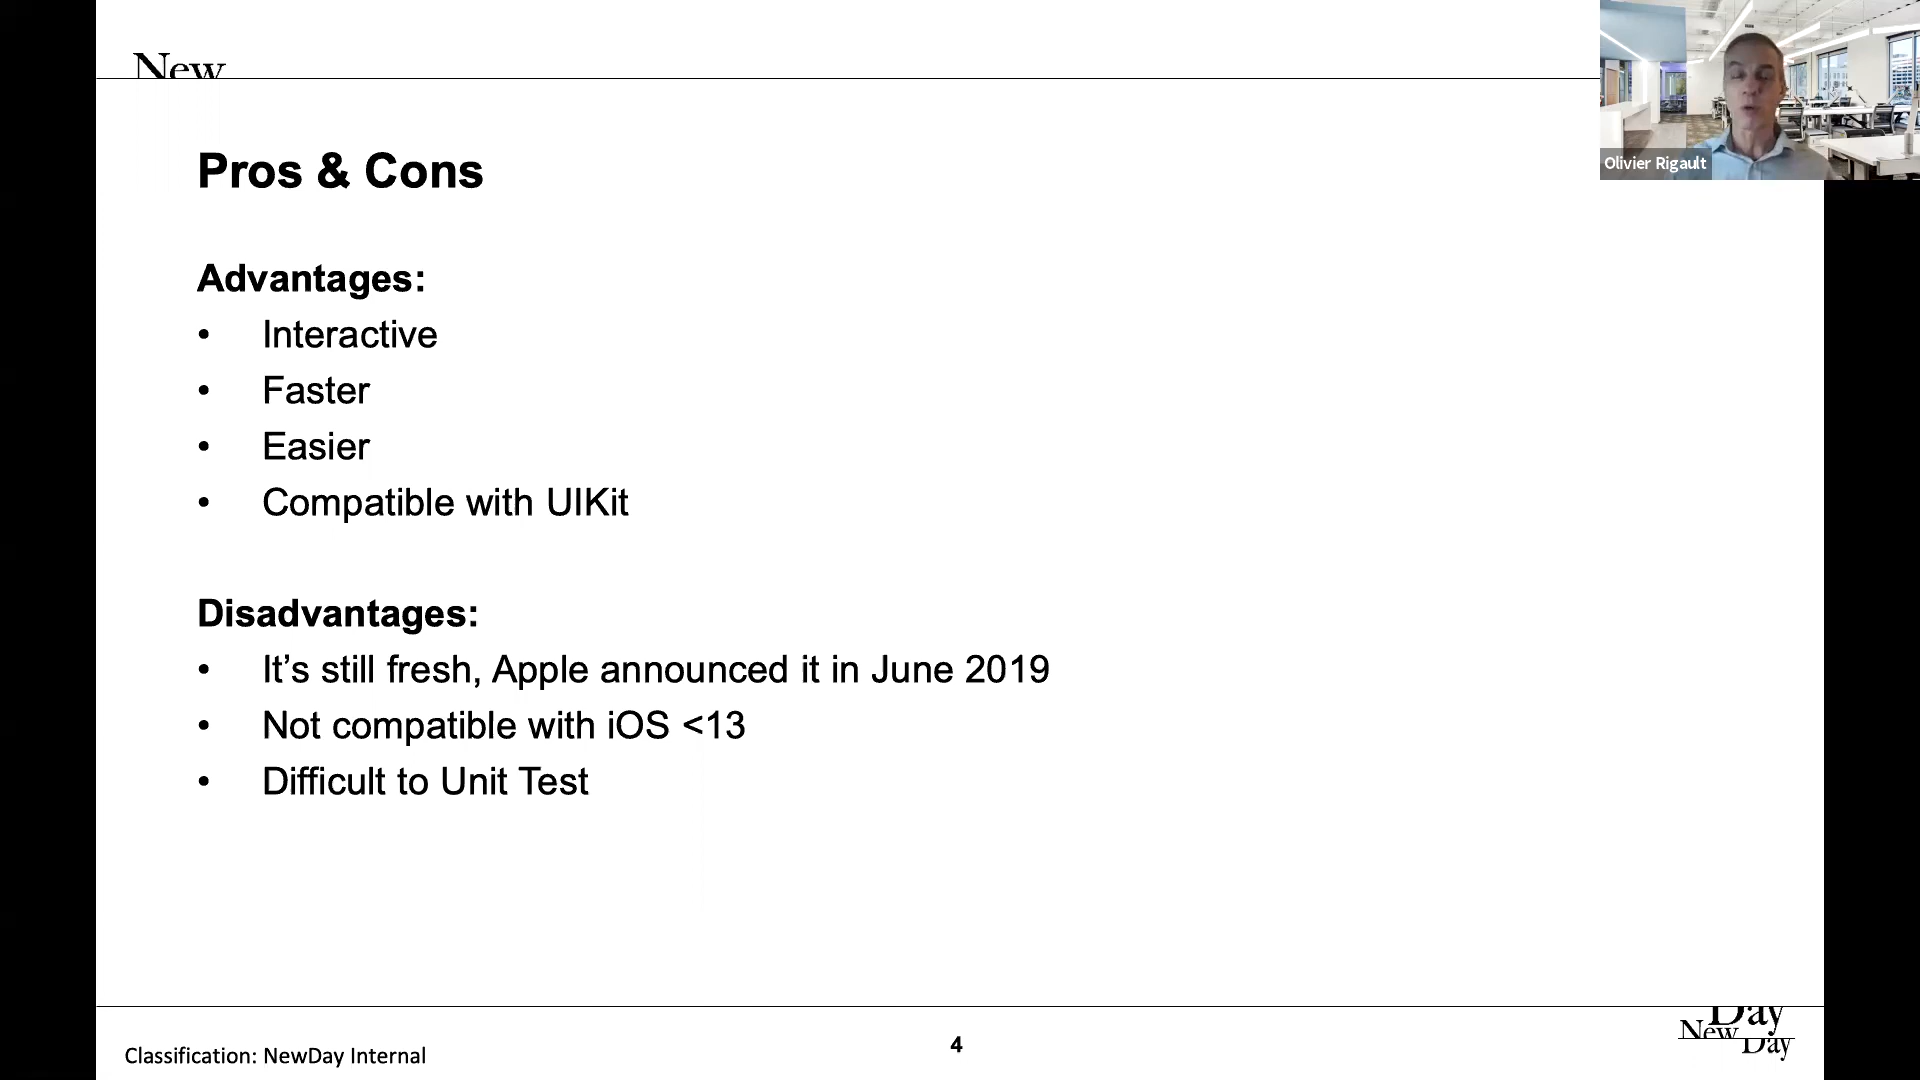 New
Olivier Rigault
Pros & Cons
Advantages:
• Interactive
• Faster
• Easier
• Compatible with UIKit
Disadvantages:
• It’s still fresh, Apple announced it in June 2019
• Not compatible with iOS <13
• Difficult to Unit Test
Day
New
Day
4
Classification: NewDay Internal